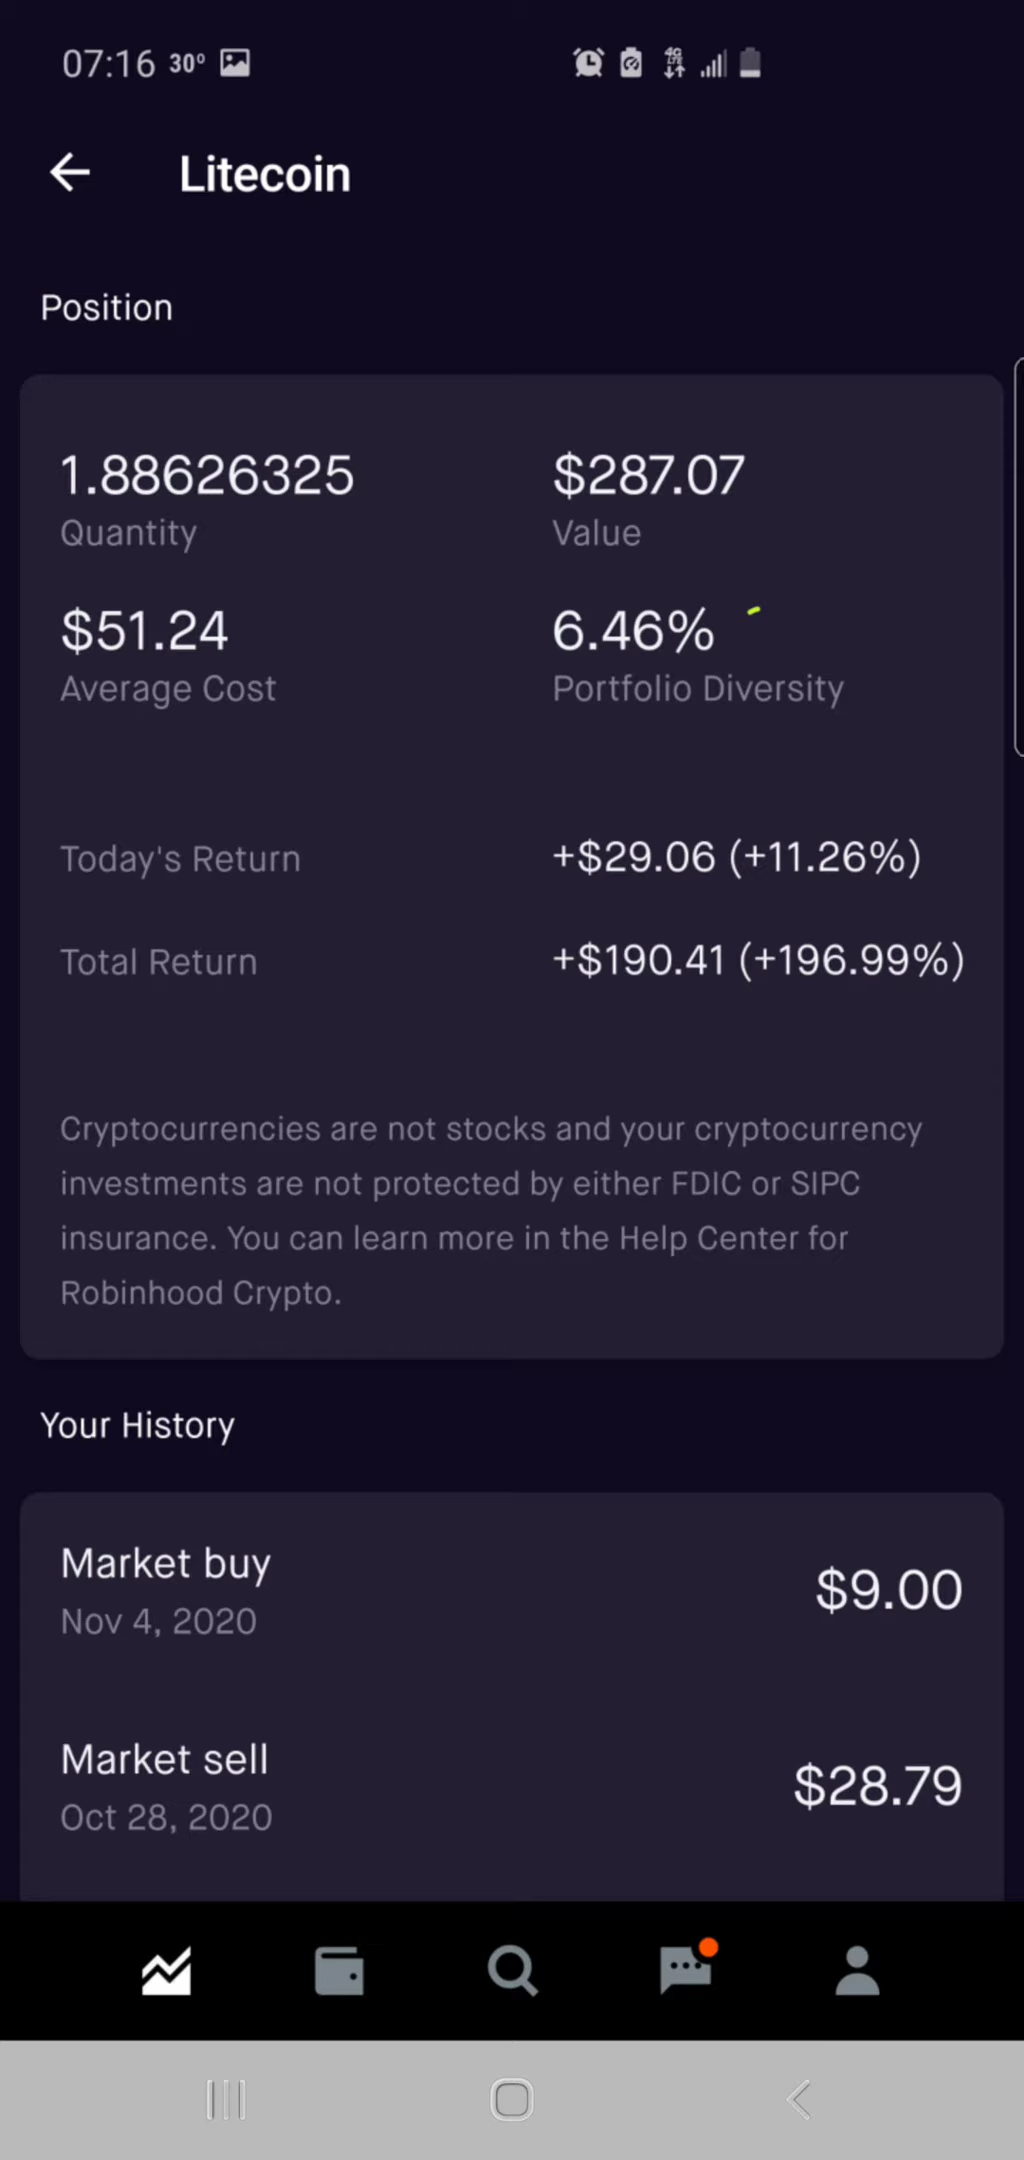 07:16 30°
4G LTE
Litecoin
Position
1.88626325 $287.07
Quantity Value
$51.24 6.46%
Average Cost Portfolio Diversity
Today's Return +$29.06 (+11.26%)
Total Return +$190.41 (+196.99%)
Cryptocurrencies are not stocks and your cryptocurrency
investments are not protected by either FDIC or SIPC
insurance. You can learn more in the Help Center for
Robinhood Crypto.
Your History
Market buy $9.00
Nov 4, 2020
Market sell $28.79
Oct 28, 2020